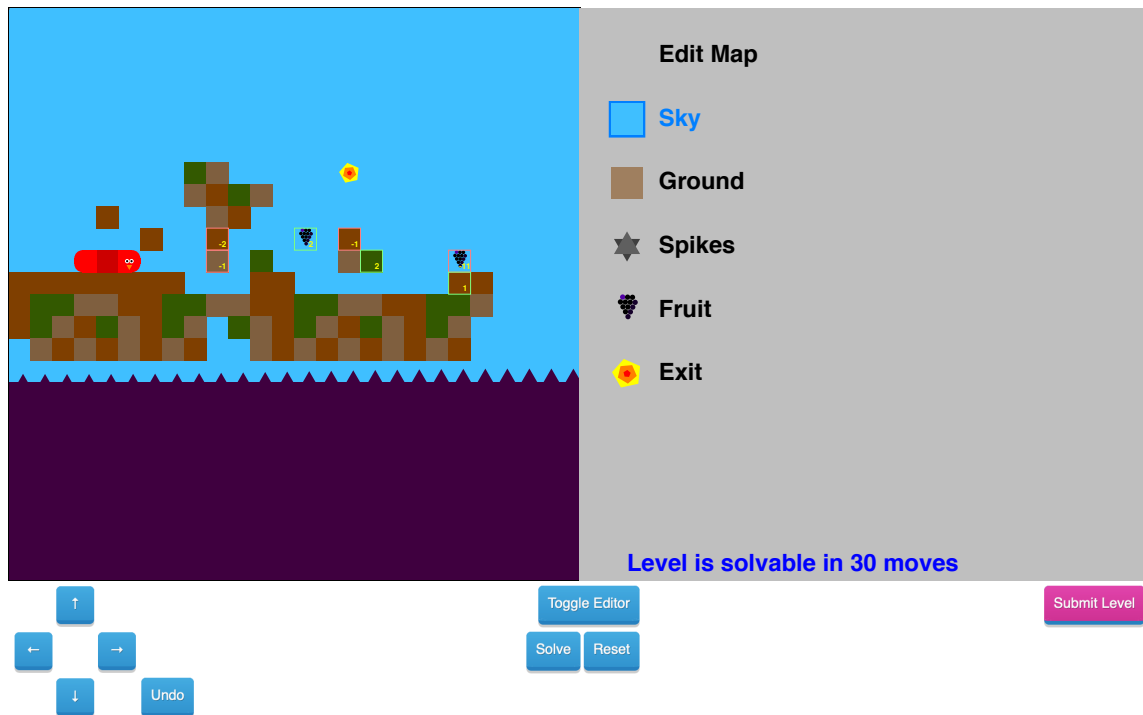 Edit Map
Sky
Ground
Spikes
Fruit
Exit
-2
2
-1
-1
2
11
1
Level is solvable in 30 moves
↑
Toggle Editor
Submit Level
←
→
Solve
Reset
↓
Undo